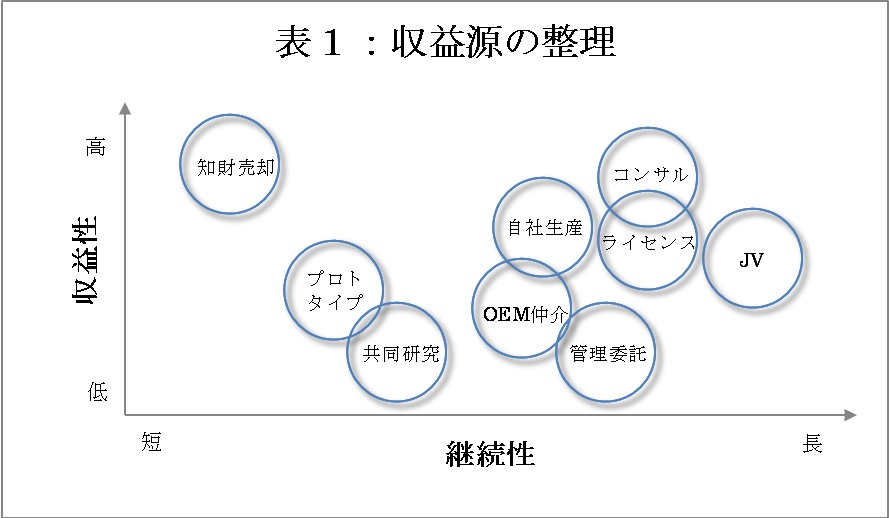 表１：収益源の整理
高
知財売却
コンサル
自社生産
ライセンス
JV
収益性
プロト
タイプ
OEM仲介
共同研究
管理委託
低
短
継続性
長